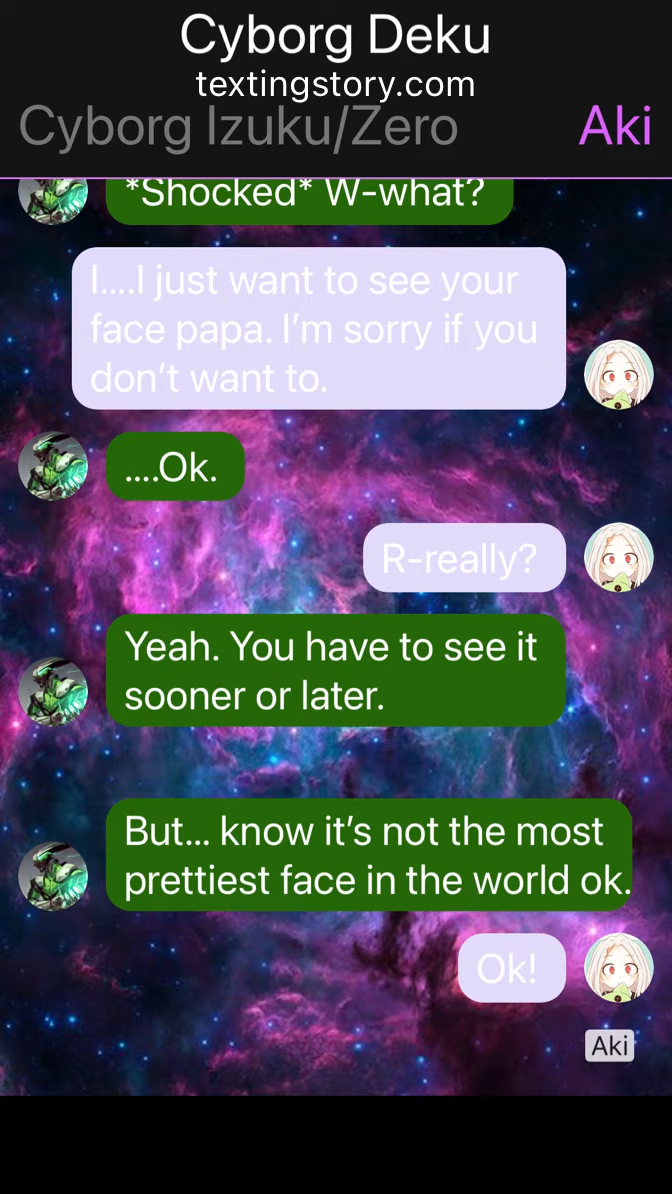 Cyborg Deku
textingstory.com
Cyborg Izuku/Zero
Aki
*Shocked* W-what?
I....I just want to see your
face papa. I’m sorry if you
don’t want to.
....Ok.
R-really?
Yeah. You have to see it
sooner or later.
But... know it’s not the most
prettiest face in the world ok.
Ok!
Aki